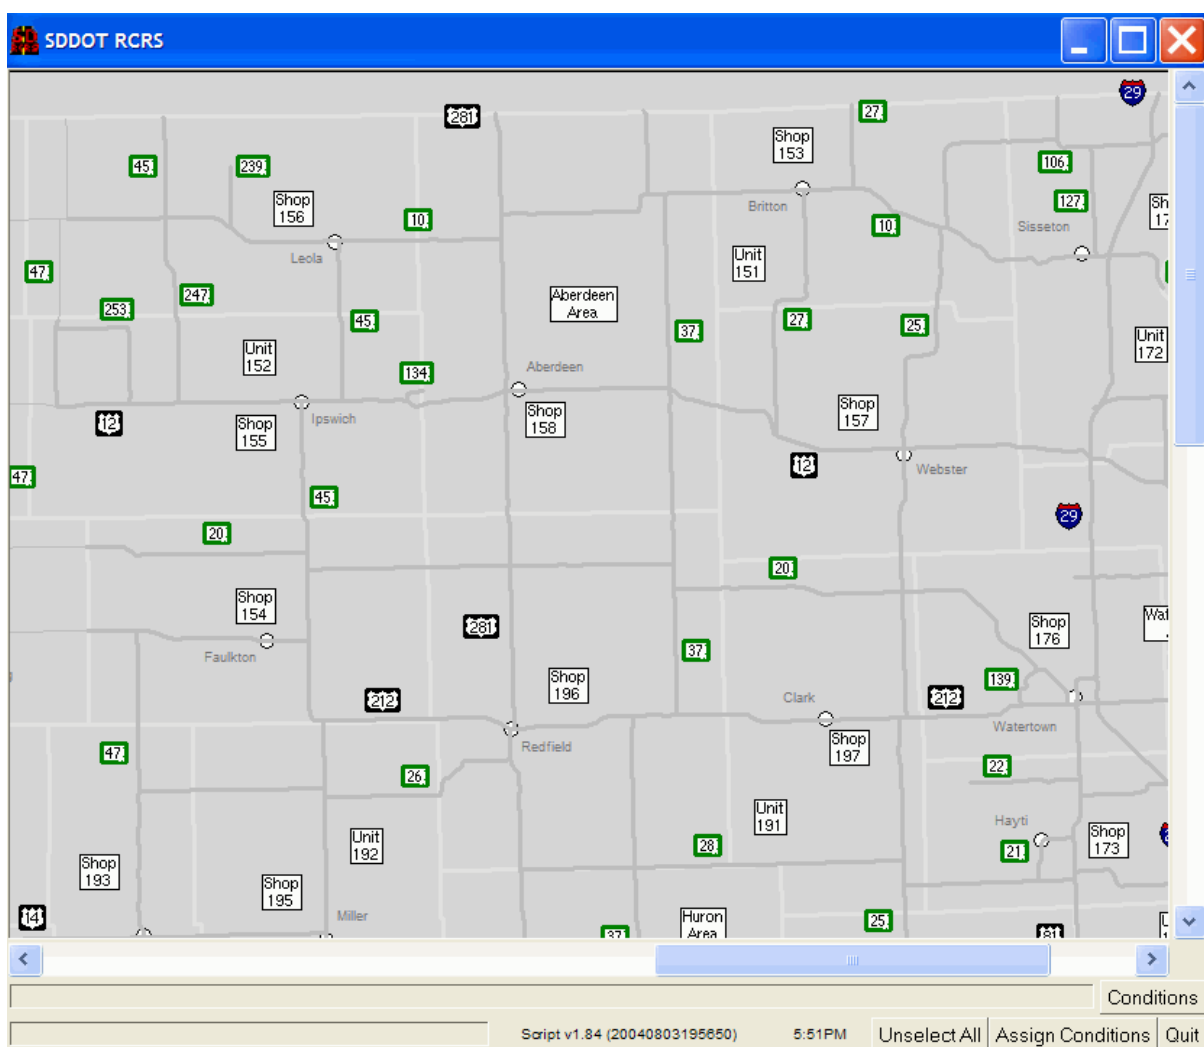 SDDOT RCRS
29
281
27
Shop
153
45
239
106
Shop
156
127
10
Britton
10
Sisseton
Leola
Unit
151
47
247
253
Aberdeen
Area
45
37
27
25
Unit
172
Unit
152
134
Aberdeen
12
Ipswich
Shop
155
Shop
158
Shop
157
12
Webster
47
45
29
20
20
Shop
154
281
Shop
176
Faulkton
37
Shop
196
139
212
Clark
212
Redfield
Watertown
Shop
197
47
26
22
Unit
191
Hayti
Unit
192
28
21
Shop
173
Shop
193
Shop
195
14
Miller
Huron
Area
25
37
81
Conditions
Script v1.84 (20040803195650)
5:51PM
Unselect All
Assign Conditions
Quit